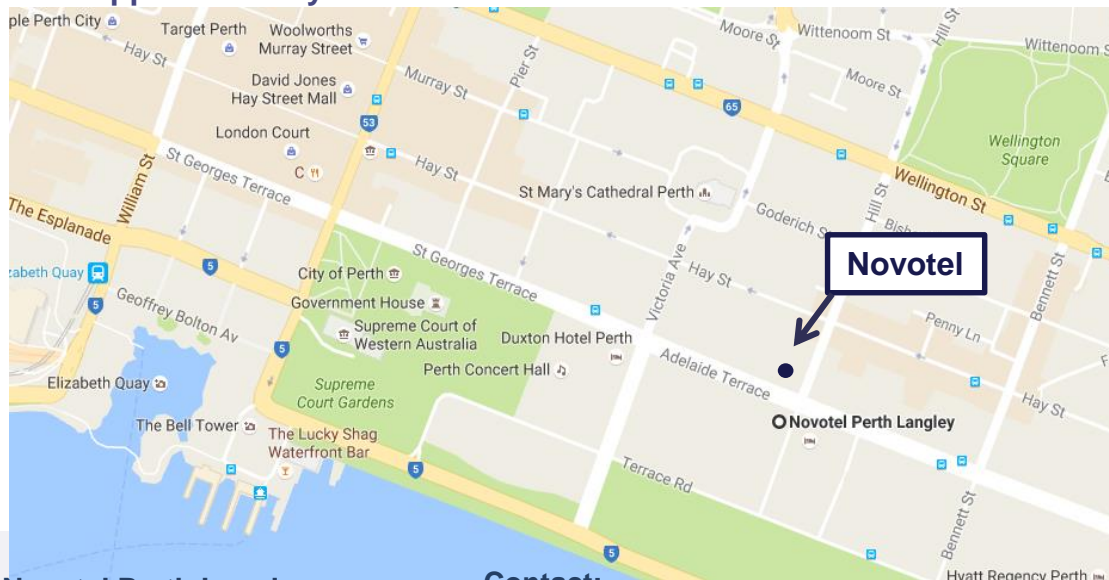 ple Perth City
Target Perth
Woolworths
Murray Street
Hay St
David Jones
Hay Street Mall
London Court
C
St Georges Terrace
William St
The Esplanade
Murray St
Pier St
53
Hay St
65
Moore St
Wittenoom St
Hill St
Wittenoom S
Moore St
Wellington
Square
Wellington St
St Mary's Cathedral Perth
Goderich S
Hill St
Bish
Novotel
Bennett St
Penny Ln
Hay St
Victoria Ave
Hay St
St Georges Terrace
City of Perth
Government House
Supreme Court of
Western Australia
Duxton Hotel Perth
Perth Concert Hall
Adelaide Terrace
Novotel Perth Langley
zabeth Quay
5
5
Geoffrey Bolton Av
5
Elizabeth Quay
Supreme
Court Gardens
The Bell Tower
The Lucky Shag
Waterfront Bar
5
Terrace Rd
5
Bennett St
Hyatt Regency Perth
Contact: